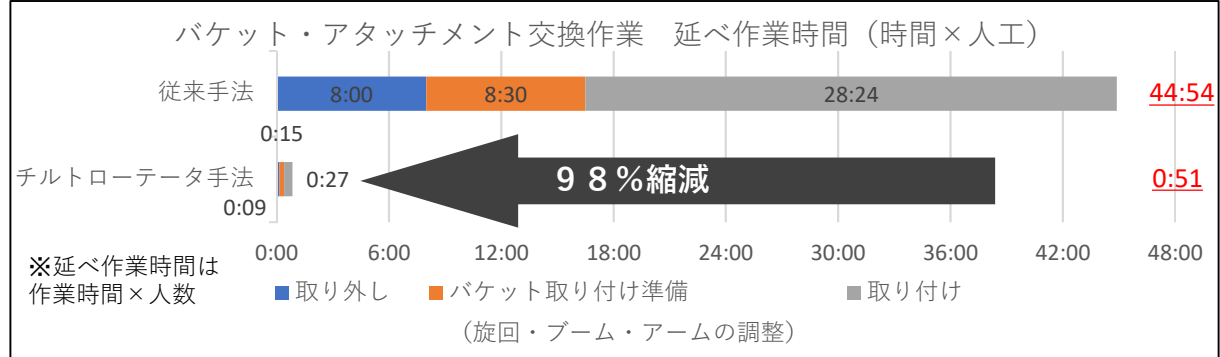 バケット・アタッチメント交換作業　延べ作業時間（時間×人工）
従来手法
8:00
8:30
28:24
44:54
0:15
チルトローテータ手法
0:27
９８％縮減
0:51
0:09
0:00 6:00 12:00 18:00 24:00 30:00 36:00 42:00 48:00
※延べ作業時間は
作業時間×人数
取り外し バケット取り付け準備 取り付け
（旋回・ブーム・アームの調整）